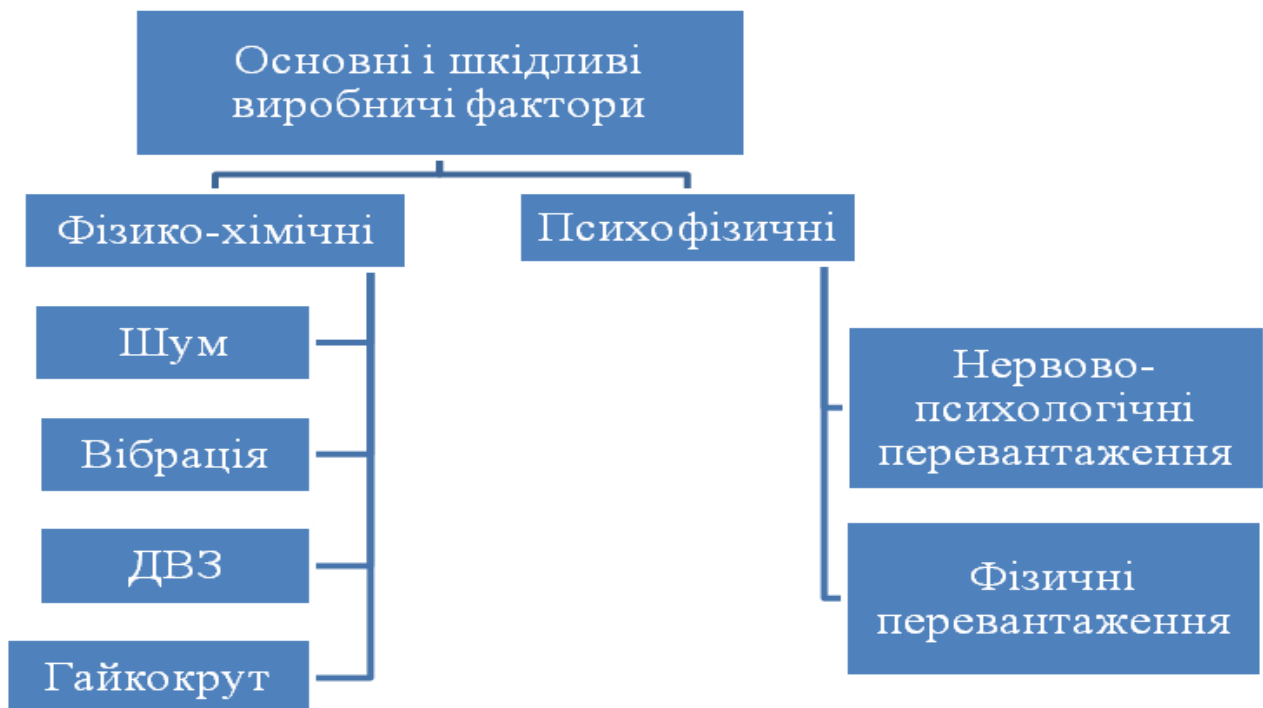 Основні і шкідливі
виробничі фактори
Фізико-хімічні
Психофізичні
Шум
Вібрація
ДВЗ
Гайкокрут
Нервово-
психологічні
перевантаження
Фізичні
перевантаження